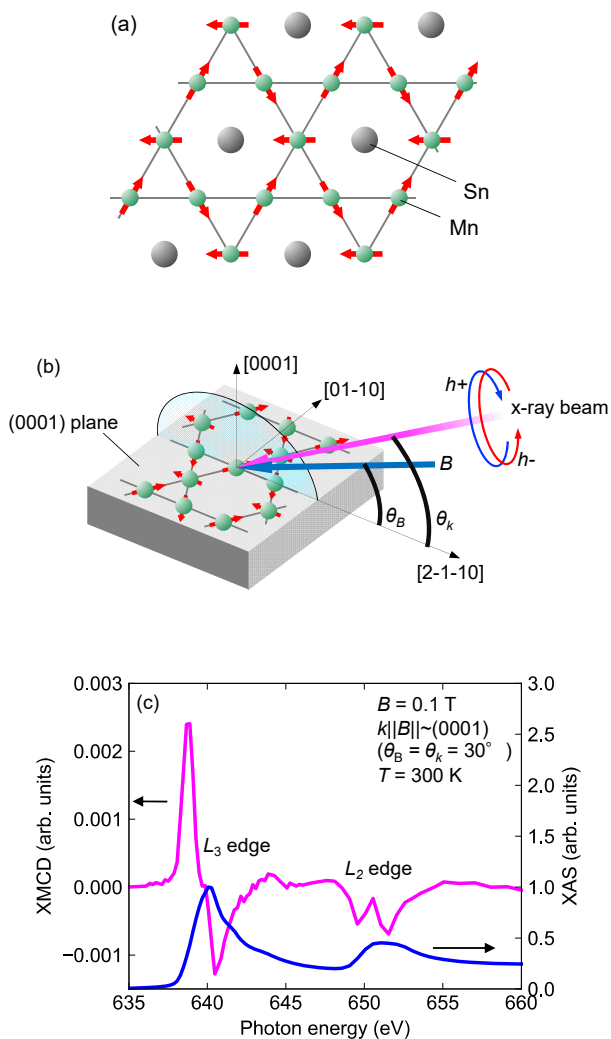 (a)
Sn
Mn
(b)
[0001]
[01-10]
(0001) plane
h+
x-ray beam
h-
B
θB
θk
[2-1-10]
(c)
B = 0.1 T
k||B||~(0001)
(θB = θk = 30° )
T = 300 K
L3 edge
L2 edge
XMCD (arb. units)
0.003
0.002
0.001
0.000
−0.001
XAS (arb. units)
3.0
2.5
2.0
1.5
1.0
0.5
0.0
635 640 645 650 655 660
Photon energy (eV)